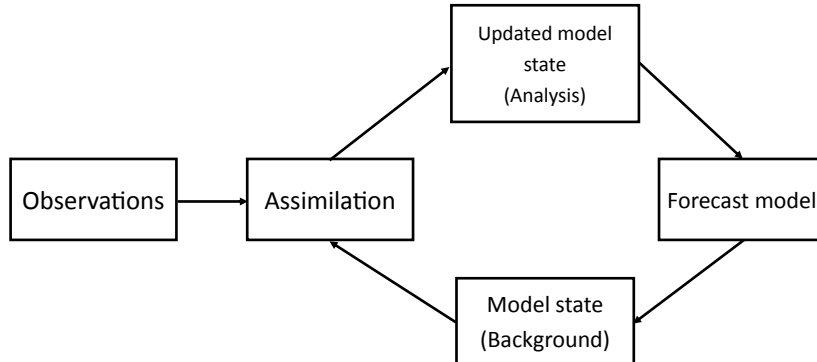 Updated model
state
(Analysis)
Observations
Assimilation
Forecast model
Model state
(Background)